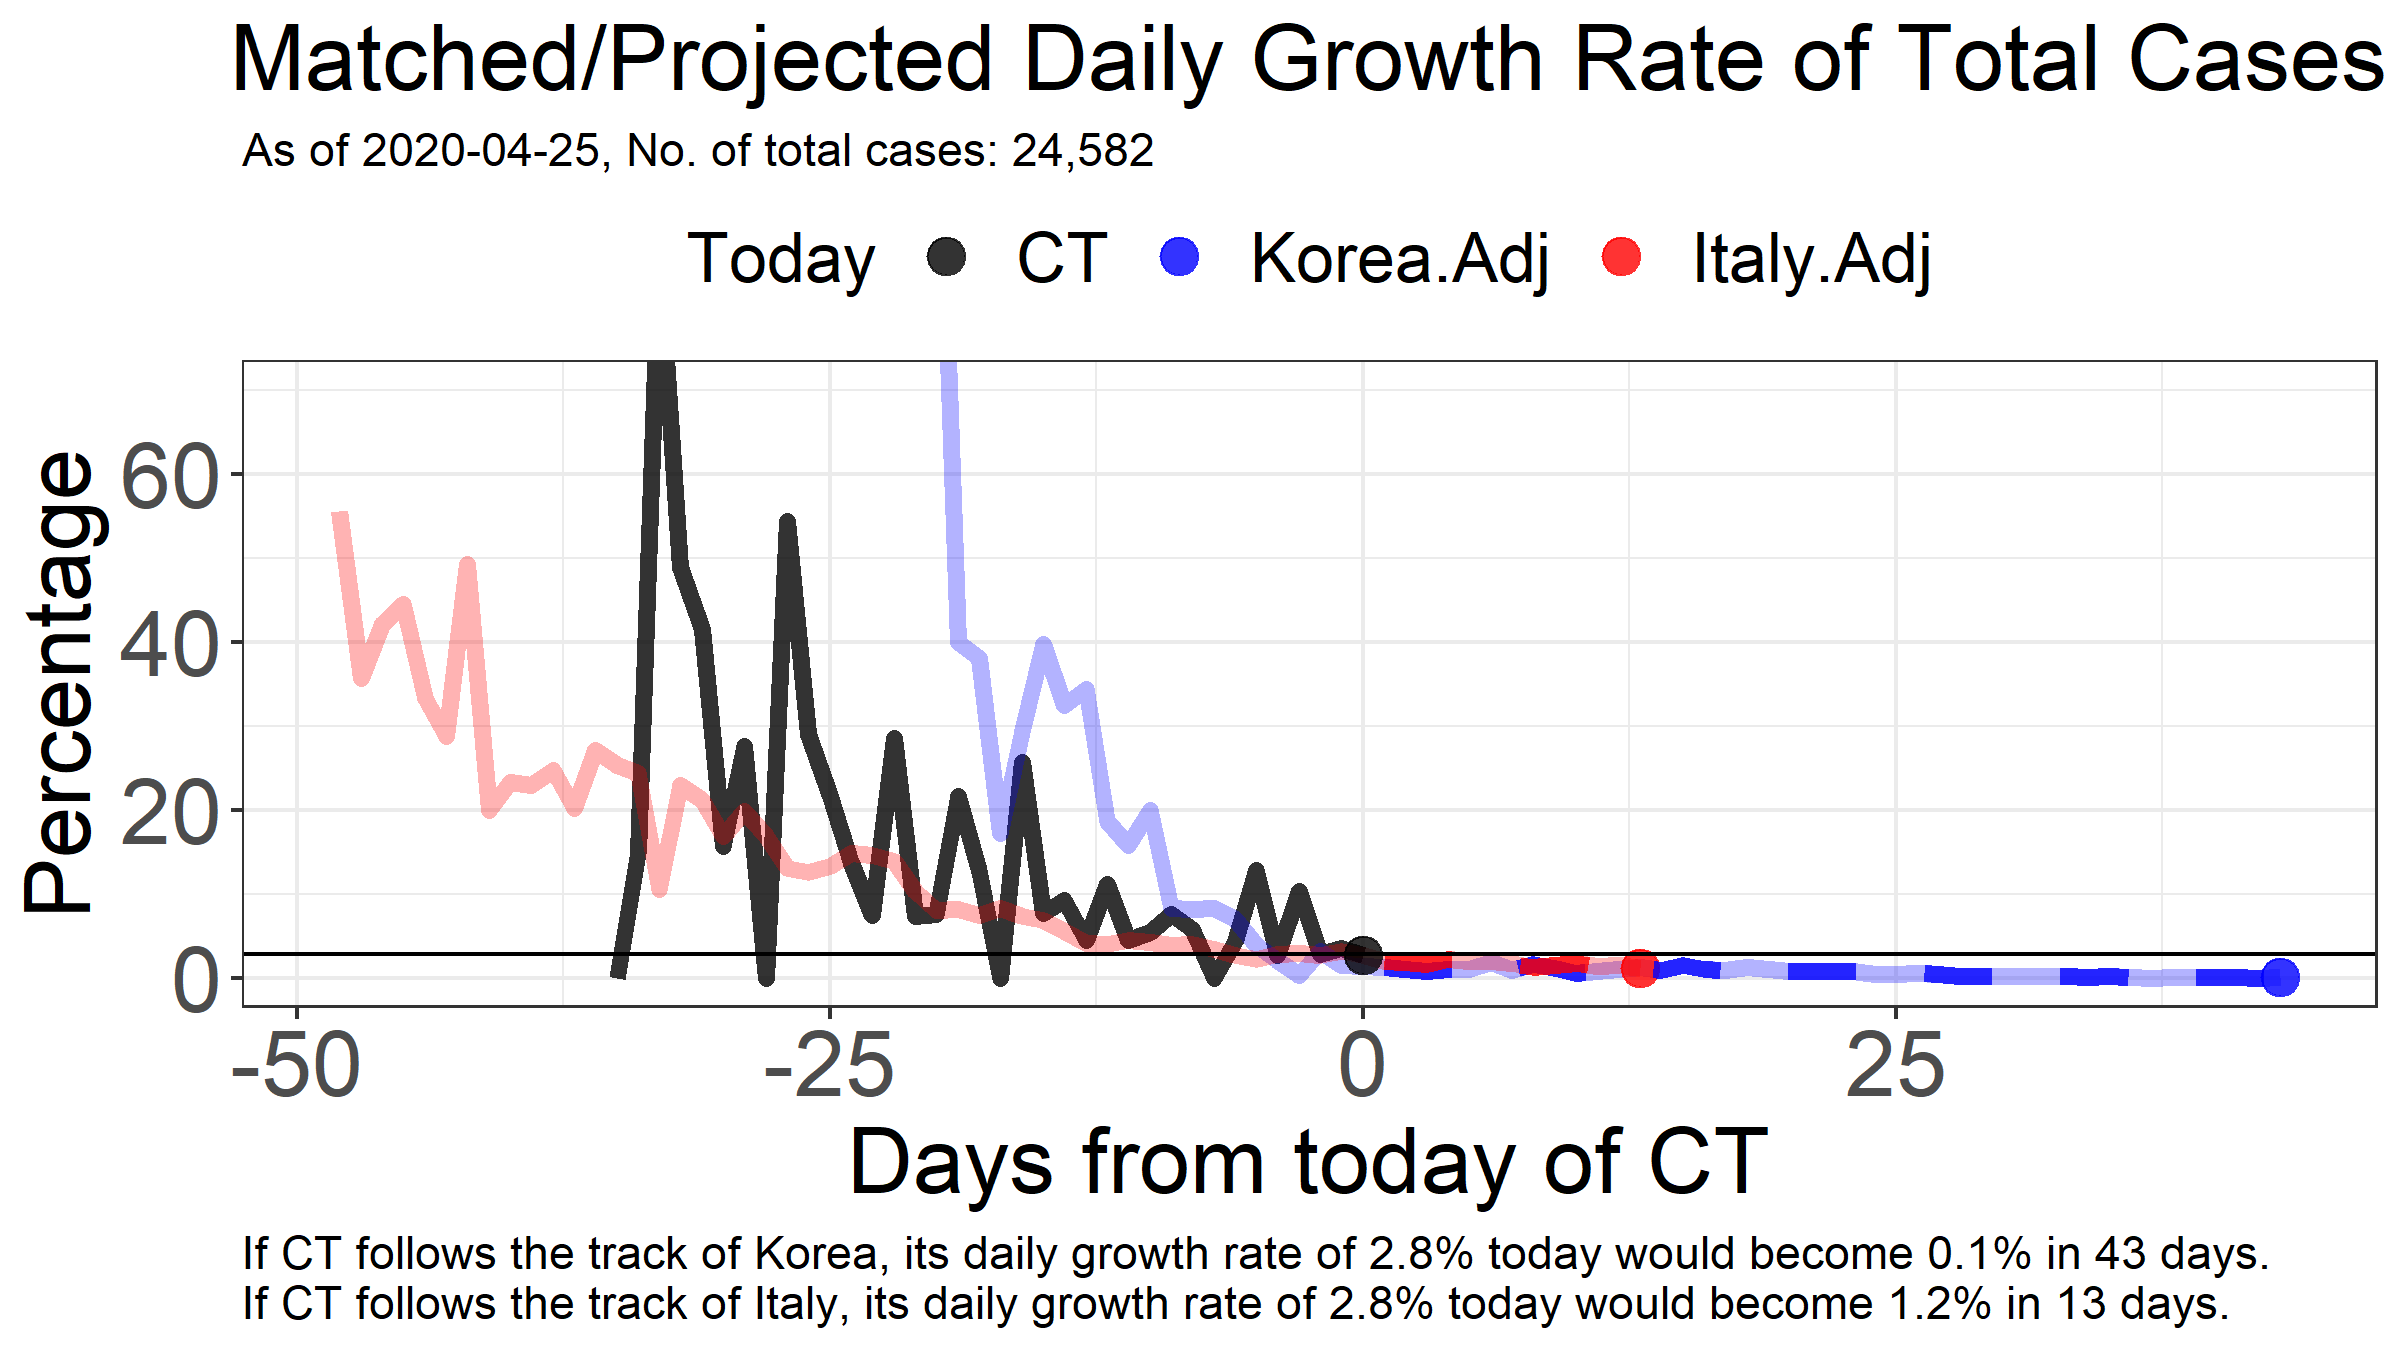 Matched/Projected Daily Growth Rate of Total Cases
As of 2020-04-25, No. of total cases: 24,582
Today CT Korea.Adj Italy.Adj
Percentage
60
40
20
0
-50 -25 0 25
Days from today of CT
If CT follows the track of Korea, its daily growth rate of 2.8% today would become 0.1% in 43 days.
If CT follows the track of Italy, its daily growth rate of 2.8% today would become 1.2% in 13 days.